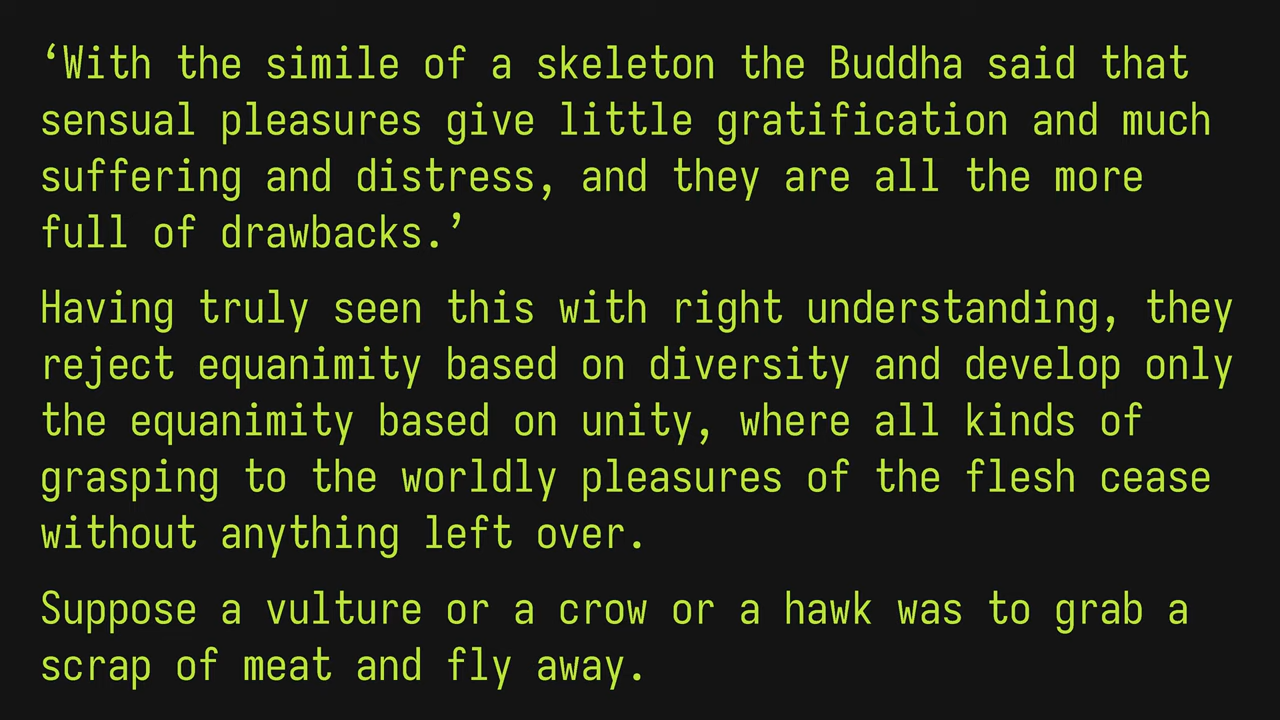 ‘With the simile of a skeleton the Buddha said that
sensual pleasures give little gratification and much
suffering and distress, and they are all the more
full of drawbacks.’
Having truly seen this with right understanding, they
reject equanimity based on diversity and develop only
the equanimity based on unity, where all kinds of
grasping to the worldly pleasures of the flesh cease
without anything left over.
Suppose a vulture or a crow or a hawk was to grab a
scrap of meat and fly away.